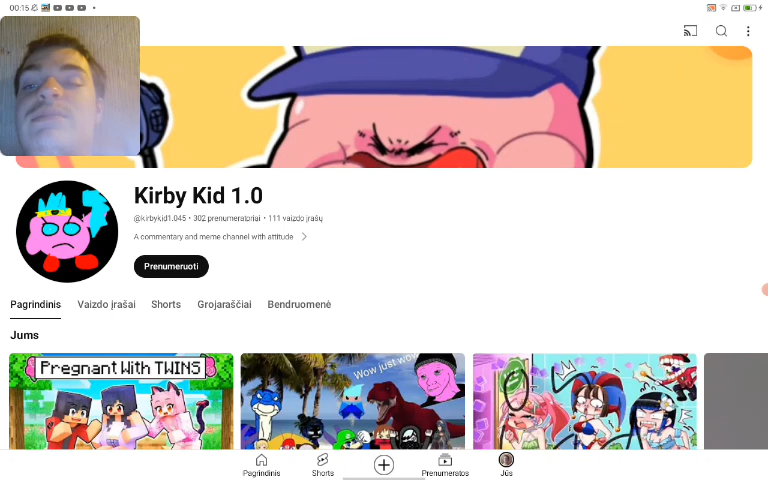 00:15
Kirby Kid 1.0
@kirbykid1.045 • 302 prenumeratoriai • 111 vaizdo įrašų
A commentary and meme channel with attitude
Prenumeruoti
Pagrindinis Vaizdo įrašai Shorts Grojaraščiai Bendruomenė
Jums
Pregnant With TWINS
Wow just wow
Pagrindinis Shorts Prenumeratos Jūs